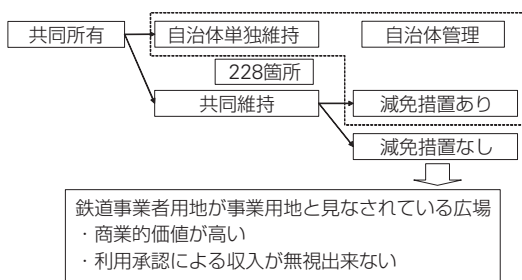 共同所有
自治体単独維持
自治体管理
228箇所
共同維持
減免措置あり
減免措置なし
鉄道事業者用地が事業用地と見なされている広場
・商業的価値が高い
・利用承認による収入が無視出来ない